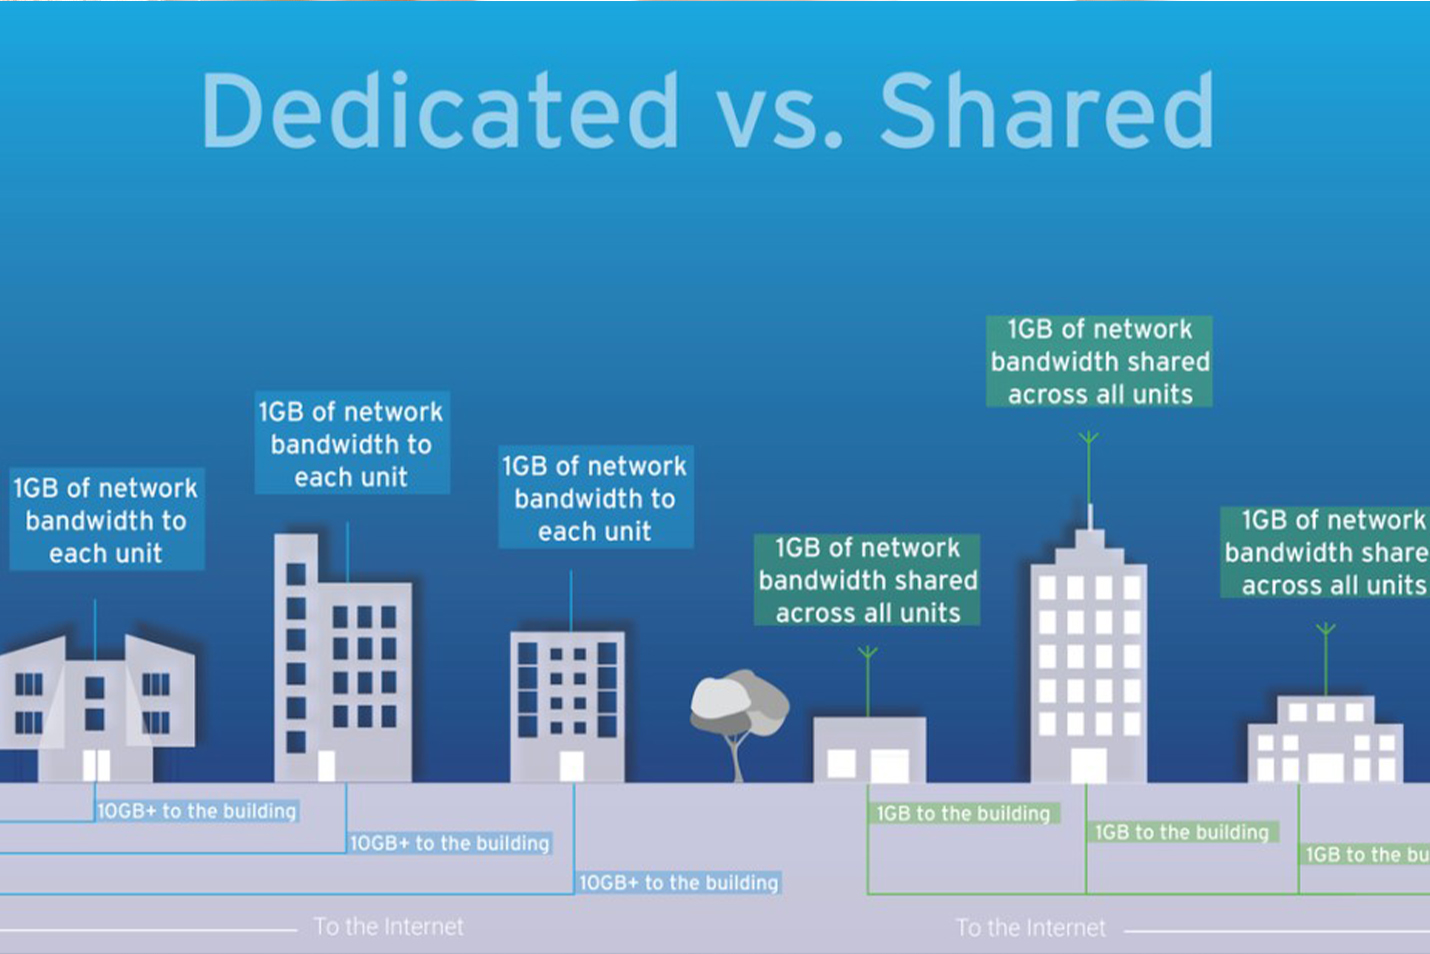 Dedicated vs. Shared
1GB of network
bandwidth to
each unit
1GB of network
bandwidth to
each unit
1GB of network
bandwidth to
each unit
1GB of network
bandwidth shared
across all units
1GB of network
bandwidth shared
across all units
1GB of network
bandwidth share
across all units
10GB+ to the building
10GB+ to the building
10GB+ to the building
1GB to the building
1GB to the building
1GB to the bu
To the Internet
To the Internet